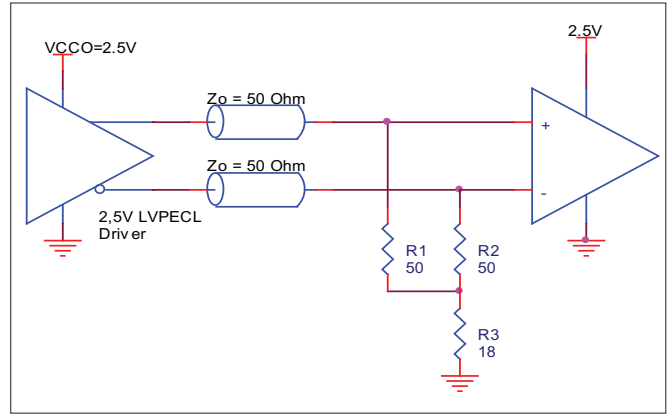 VCCO=2.5V
2.5V
Zo = 50 Ohm
+
Zo = 50 Ohm
-
2,5V LVPECL
Driver
R1
50
R2
50
R3
18